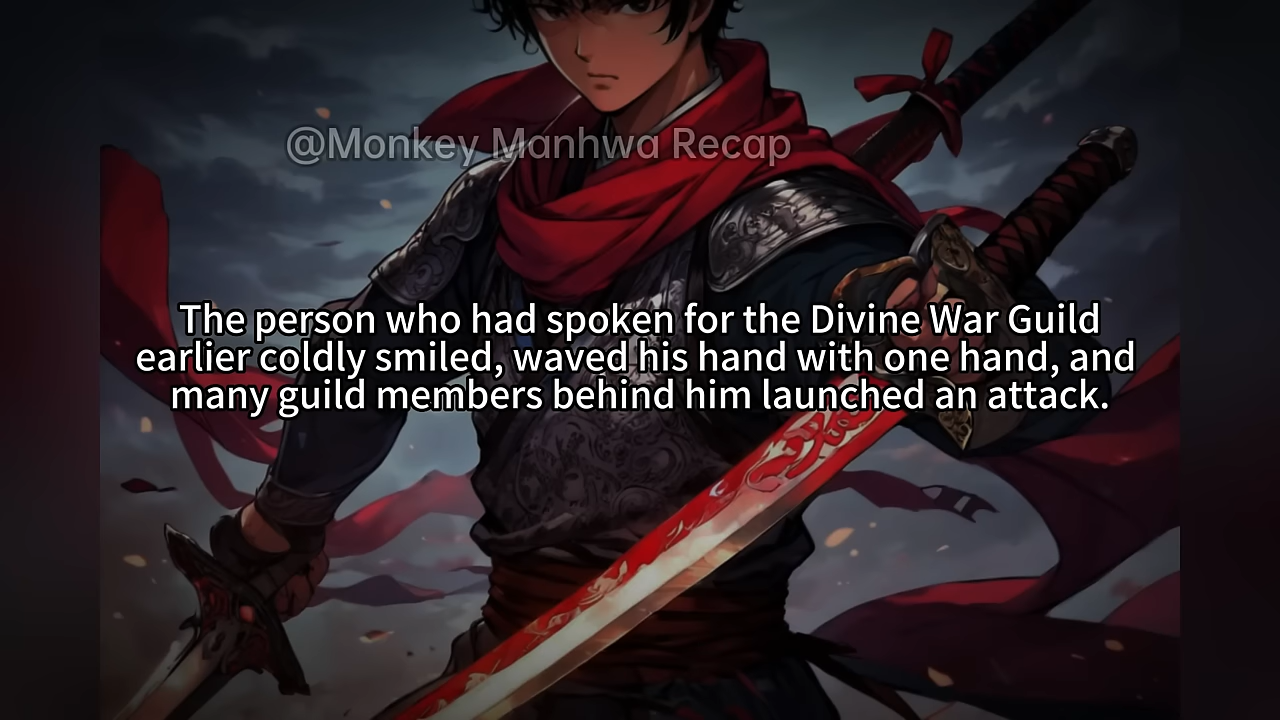 @Monkey Manhwa Recap
The person who had spoken for the Divine War Guild
earlier coldly smiled, waved his hand with one hand, and
many guild members behind him launched an attack.